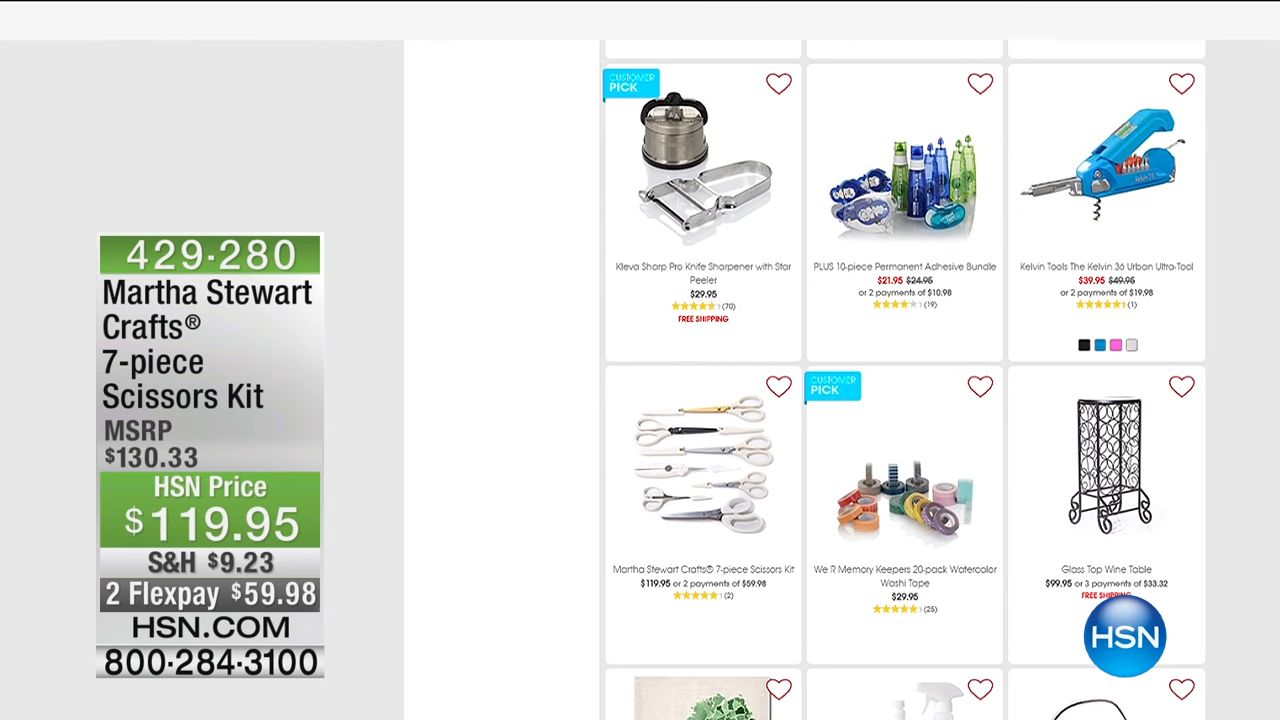 429·280
Martha Stewart
Crafts®
7-piece
Scissors Kit
MSRP
$130.33
HSN Price
$119.95
S&H $9.23
2 Flexpay $59.98
HSN.COM
800·284·3100
CUSTOMER
PICK
Kleva Sharp Pro Knife Sharpener with Star
Peeler
$29.95
(70)
FREE SHIPPING
PLUS 10-piece Permanent Adhesive Bundle
$21.95 $24.95
or 2 payments of $10.98
(19)
Kelvin Tools The Kelvin 36 Urban Ultra-Tool
$39.95 $49.95
or 2 payments of $19.98
(1)
Martha Stewart Crafts® 7-piece Scissors Kit
$119.95 or 2 payments of $59.98
(2)
CUSTOMER
PICK
We R Memory Keepers 20-pack Watercolor
Washi Tape
$29.95
(25)
Glass Top Wine Table
$99.95 or 3 payments of $33.32
FREE SHIPPING
HSN